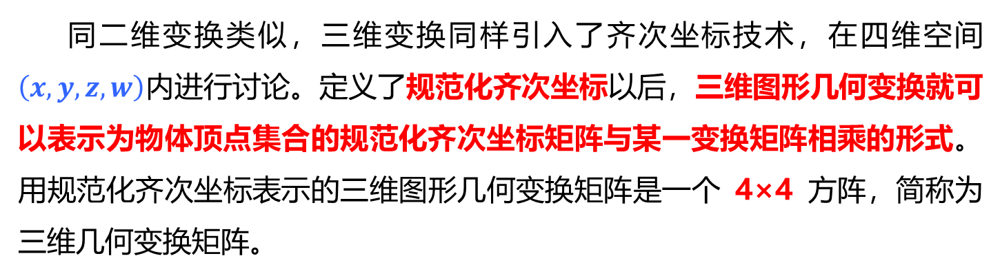 同二维变换类似，三维变换同样引入了齐次坐标技术，在四维空间
(x, y, z, w)内进行讨论。定义了规范化齐次坐标以后，三维图形几何变换就可
以表示为物体顶点集合的规范化齐次坐标矩阵与某一变换矩阵相乘的形式。
用规范化齐次坐标表示的三维图形几何变换矩阵是一个 4×4 方阵，简称为
三维几何变换矩阵。